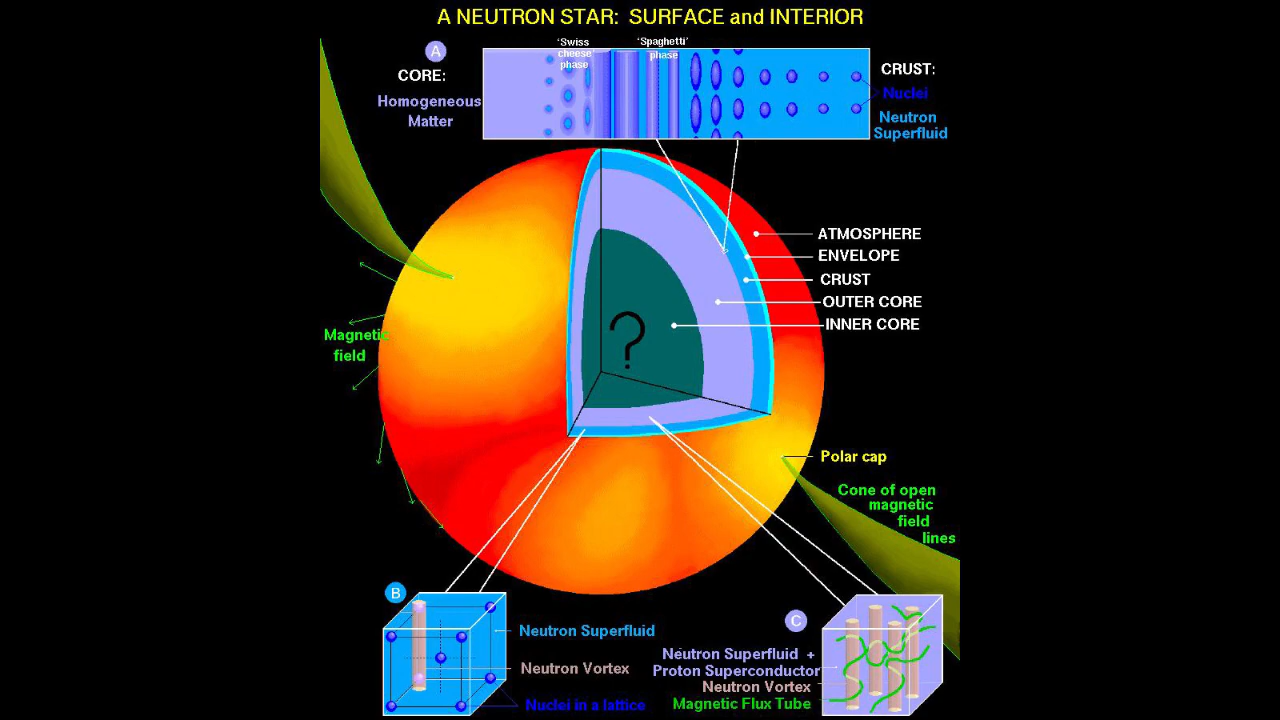 A NEUTRON STAR: SURFACE and INTERIOR
A
'Swiss
cheese'
phase
'Spaghetti'
phase
CORE:
Homogeneous
Matter
CRUST:
Nuclei
Neutron
Superfluid
ATMOSPHERE
ENVELOPE
CRUST
OUTER CORE
INNER CORE
?
Magnetic
field
Polar cap
Cone of open
magnetic
field
lines
B
Neutron Superfluid
Neutron Vortex
Nuclei in a lattice
C
Neutron Superfluid +
Proton Superconductor
Neutron Vortex
Magnetic Flux Tube